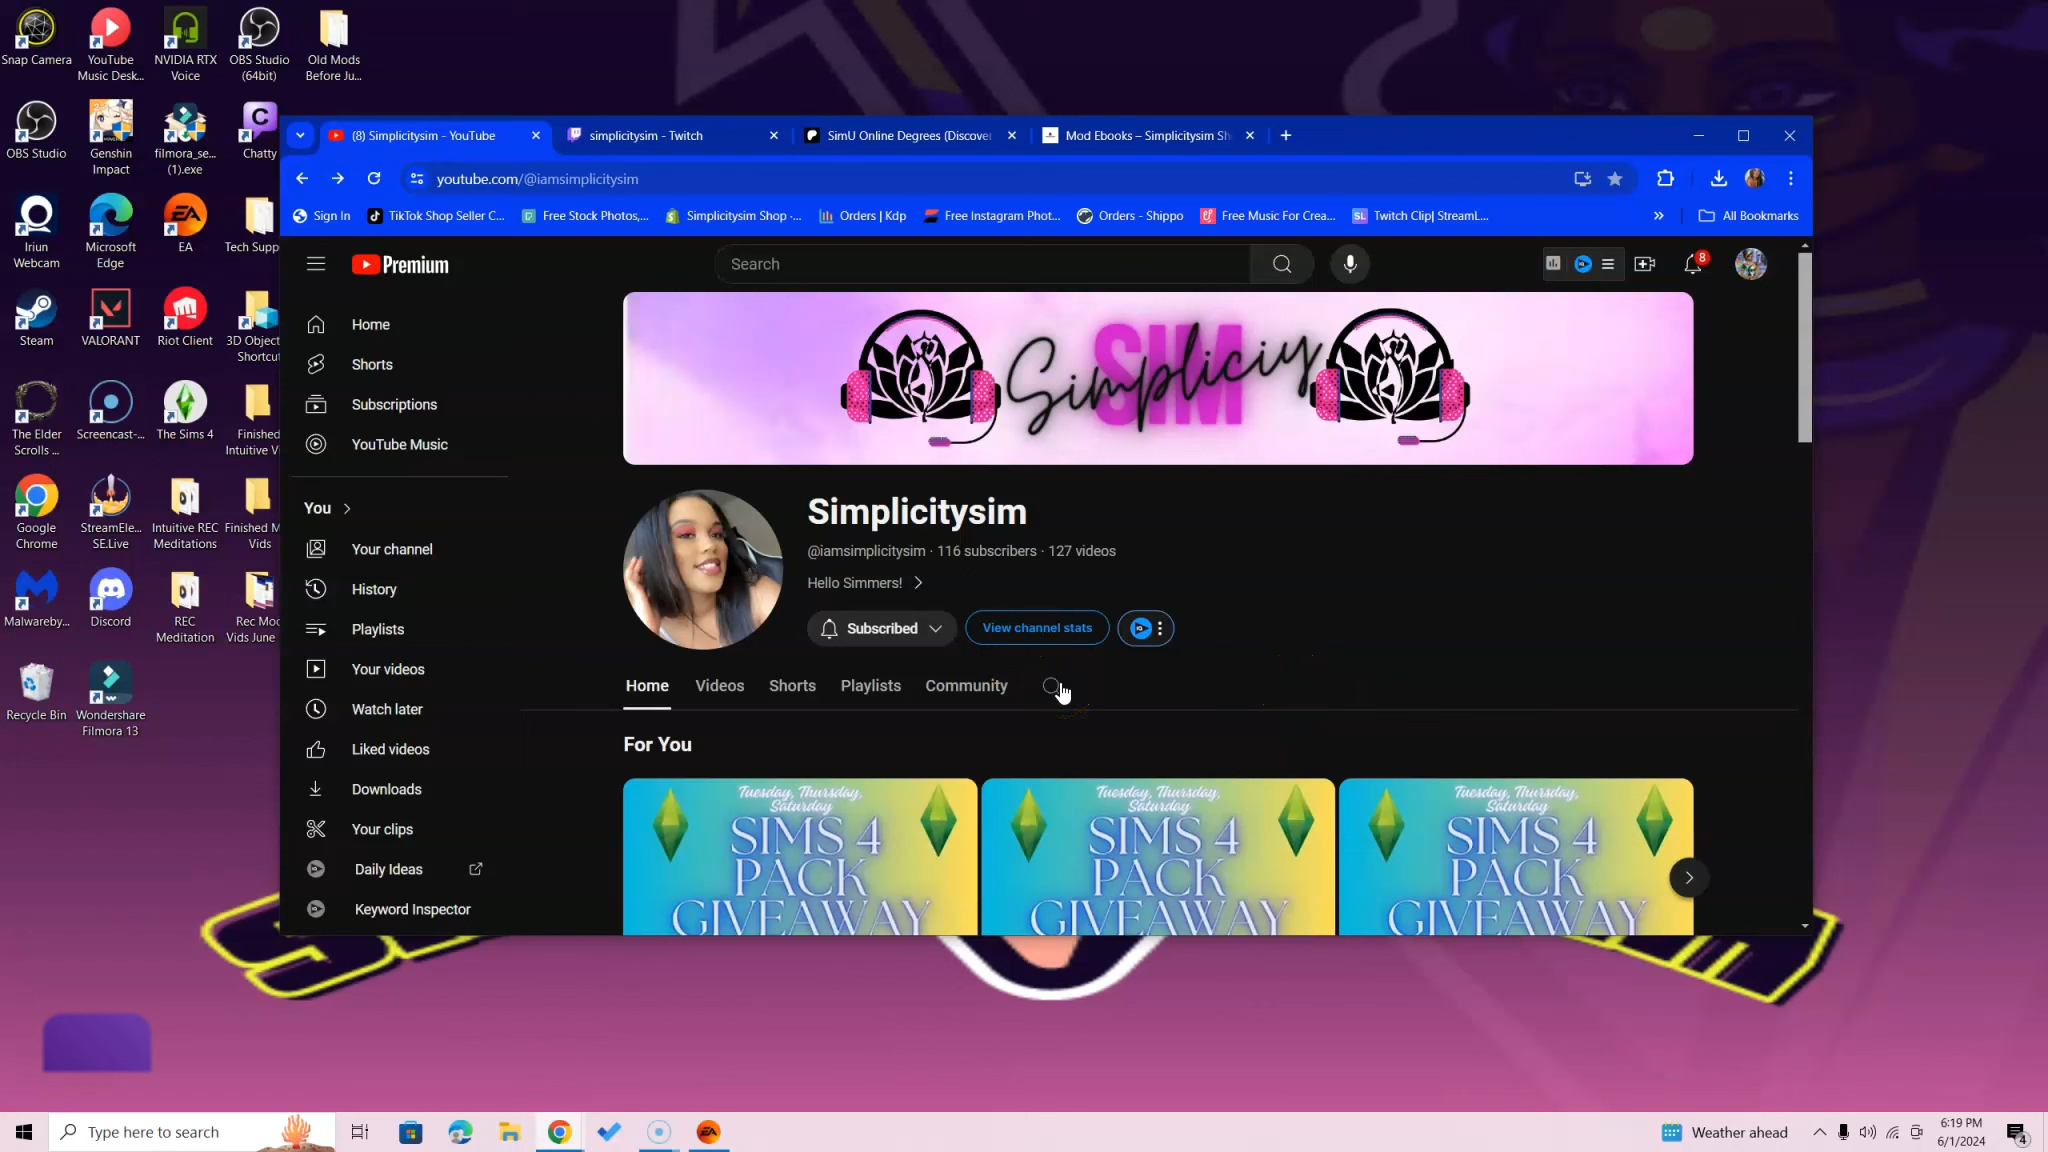 Snap Camera
YouTube
Music Desk...
NVIDIA RTX
Voice
OBS Studio
(64bit)
Old Mods
Before Ju...
OBS Studio
Genshin
Impact
filmora_se...
(1).exe
Chatty
Iriun
Webcam
Microsoft
Edge
EA
Tech Supp
Steam
VALORANT
Riot Client
3D Object
Shortcut
The Elder
Scrolls ...
Screencast-...
The Sims 4
Finished
Intuitive V
Google
Chrome
StreamEle...
SE.Live
Intuitive REC
Meditations
Finished M
Vids
Malwareby...
Discord
REC
Meditation
Rec Moo
Vids June
Recycle Bin
Wondershare
Filmora 13
(8) Simplicitysim - YouTube
simplicitysim - Twitch
SimU Online Degrees (Discover
Mod Ebooks – Simplicitysim Sh
youtube.com/@iamsimplicitysim
Sign In
TikTok Shop Seller C...
Free Stock Photos,...
Simplicitysim Shop -...
Orders | Kdp
Free Instagram Phot...
Orders - Shippo
Free Music For Crea...
Twitch Clip| StreamL...
All Bookmarks
Premium
Search
8
Home
Shorts
Subscriptions
YouTube Music
You
Your channel
History
Playlists
Your videos
Watch later
Liked videos
Downloads
Your clips
Daily Ideas
Keyword Inspector
SIM
Simpliciy
Simplicitysim
@iamsimplicitysim · 116 subscribers · 127 videos
Hello Simmers!
Subscribed
View channel stats
Home
Videos
Shorts
Playlists
Community
For You
Tuesday, Thursday,
Saturday
SIMS 4
PACK
GIVEAWAY
Tuesday, Thursday,
Saturday
SIMS 4
PACK
GIVEAWAY
Tuesday, Thursday,
Saturday
SIMS 4
PACK
GIVEAWAY
Type here to search
Weather ahead
6:19 PM
6/1/2024
4